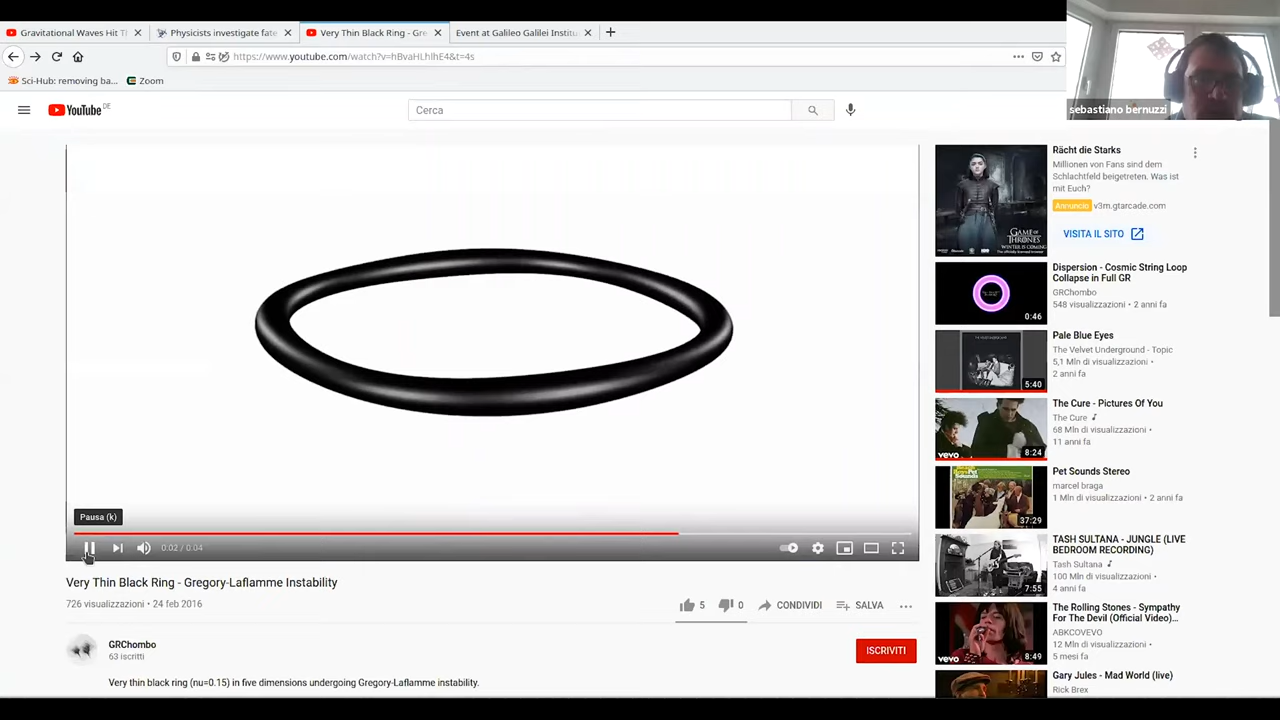 Gravitational Waves Hit Ti
Physicists investigate fate
Very Thin Black Ring - Gre
Event at Galileo Galilei Institu
https://www.youtube.com/watch?v=hBvaHLhlhE4&t=4s
Sci-Hub: removing ba...
Zoom
sebastiano bernuzzi
YouTube DE
Cerca
Pausa (k)
0:02 / 0:04
Very Thin Black Ring - Gregory-Laflamme Instability
726 visualizzazioni • 24 feb 2016
5
0
CONDIVIDI
SALVA
GRChombo
63 iscritti
ISCRIVITI
Very thin black ring (nu=0.15) in five dimensions undergoing Gregory-Laflamme instability.
GAME OF
THRONES
WINTER IS COMING
Rächt die Starks
Millionen von Fans sind dem
Schlachtfeld beigetreten. Was ist
mit Euch?
Annuncio v3m.gtarcade.com
VISITA IL SITO
0:46
Dispersion - Cosmic String Loop
Collapse in Full GR
GRChombo
548 visualizzazioni • 2 anni fa
5:40
Pale Blue Eyes
The Velvet Underground - Topic
5,1 Mln di visualizzazioni •
2 anni fa
vevo
8:24
The Cure - Pictures Of You
The Cure
68 Mln di visualizzazioni •
11 anni fa
37:29
Pet Sounds Stereo
marcel braga
1 Mln di visualizzazioni • 2 anni fa
7:55
TASH SULTANA - JUNGLE (LIVE
BEDROOM RECORDING)
Tash Sultana
100 Mln di visualizzazioni •
4 anni fa
vevo
8:49
The Rolling Stones - Sympathy
For The Devil (Official Video)...
ABKCOVEVO
12 Mln di visualizzazioni •
5 mesi fa
Gary Jules - Mad World (live)
Rick Brex